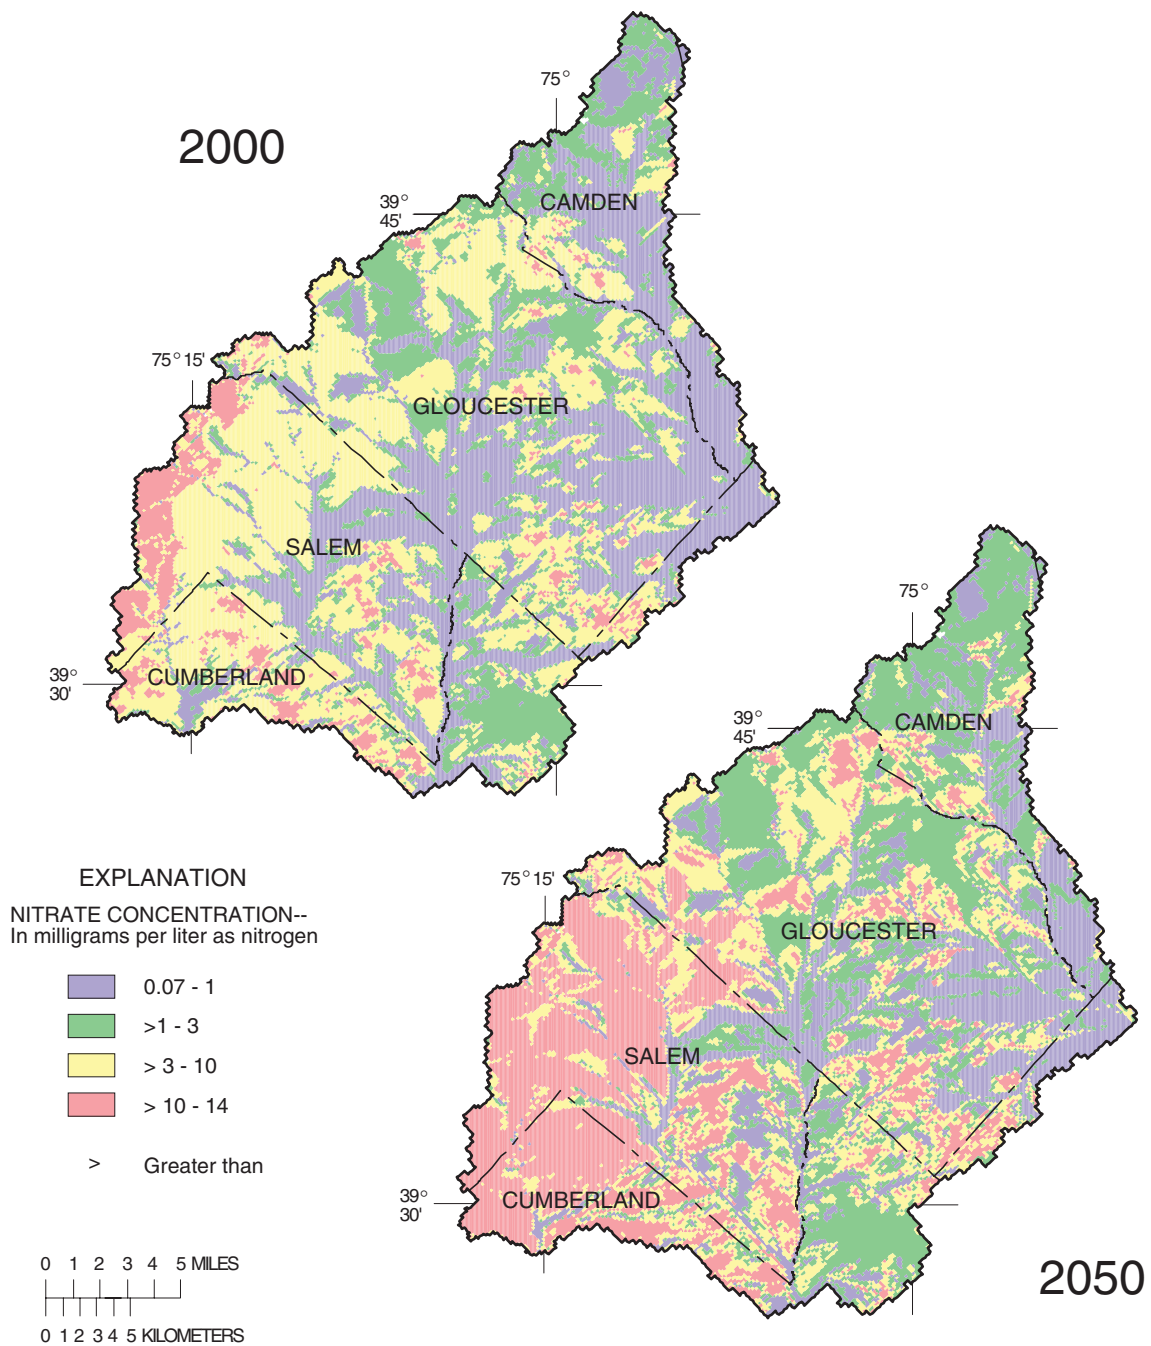 2000
75°
39°
45'
CAMDEN
75° 15'
GLOUCESTER
SALEM
CUMBERLAND
39°
30'
75°
39°
45'
CAMDEN
75° 15'
GLOUCESTER
SALEM
CUMBERLAND
39°
30'
2050
EXPLANATION
NITRATE CONCENTRATION--
In milligrams per liter as nitrogen
0.07 - 1
>1 - 3
> 3 - 10
> 10 - 14
> Greater than
0 1 2 3 4 5 MILES
0 1 2 3 4 5 KILOMETERS